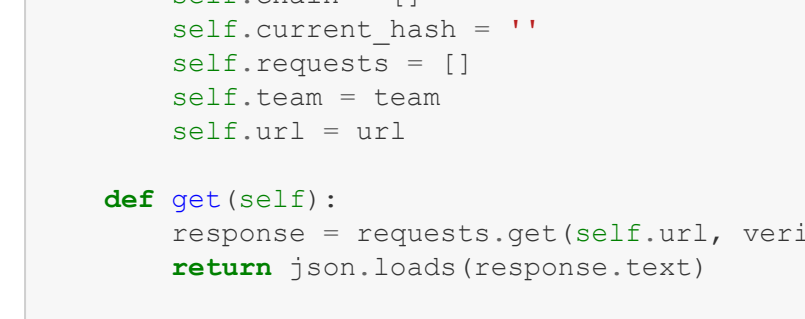 self.current_hash = ''
self.requests = []
self.team = team
self.url = url
def get(self):
response = requests.get(self.url, veri
return json.loads(response.text)